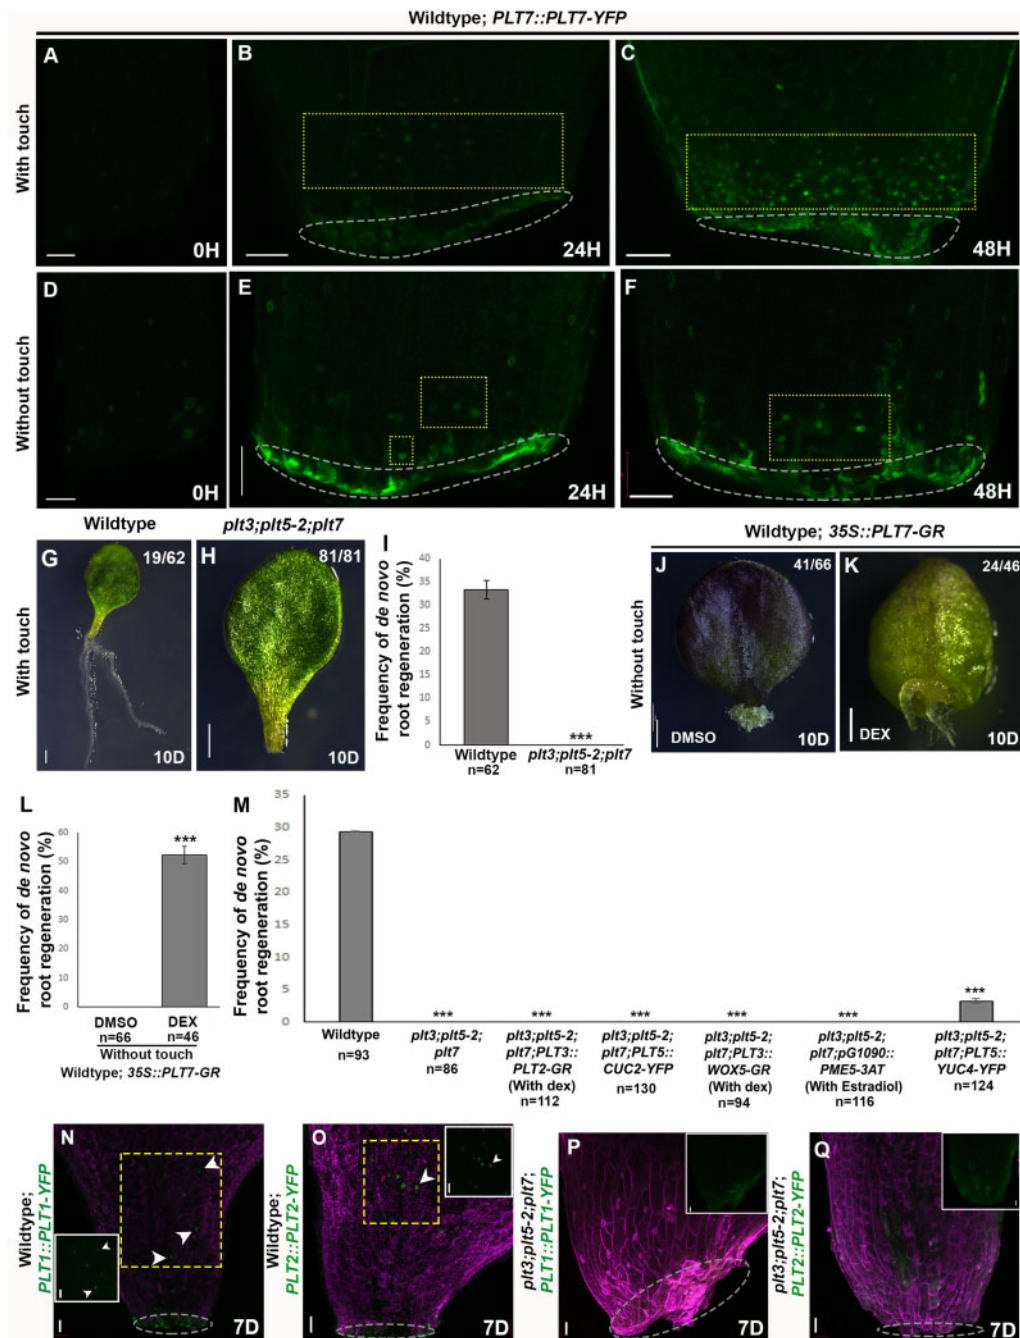 Wildtype; PLT7::PLT7-YFP
With touch
A
0H
B
24H
C
48H
Without touch
D
0H
E
24H
F
48H
Wildtype
plt3;plt5-2;plt7
With touch
G
19/62
10D
H
81/81
10D
I
Frequency of de novo
root regeneration (%)
40
35
30
25
20
15
10
5
0
***
Wildtype
n=62
plt3;plt5-2;plt7
n=81
Wildtype; 35S::PLT7-GR
Without touch
J
41/66
DMSO
10D
K
24/46
DEX
10D
L
Frequency of de novo
root regeneration (%)
60
50
40
30
20
10
0
***
DMSO
n=66
DEX
n=46
Without touch
Wildtype; 35S::PLT7-GR
M
Frequency of de novo
root regeneration (%)
35
30
25
20
15
10
5
0
***
***
***
***
***
***
Wildtype
n=93
plt3;plt5-2;
plt7
n=86
plt3;plt5-2;
plt7;PLT3::
PLT2-GR
(With dex)
n=112
plt3;plt5-2;
plt7;PLT5::
CUC2-YFP
n=130
plt3;plt5-2;
plt7;PLT3::
WOX5-GR
(With dex)
n=94
plt3;plt5-2;
plt7;pG1090::
PME5-3AT
(With Estradiol)
n=116
plt3;plt5-2;
plt7;PLT5::
YUC4-YFP
n=124
Wildtype;
PLT1::PLT1-YFP
N
7D
Wildtype;
PLT2::PLT2-YFP
O
7D
plt3;plt5-2;plt7;
PLT1::PLT1-YFP
P
7D
plt3;plt5-2;plt7;
PLT2::PLT2-YFP
Q
7D